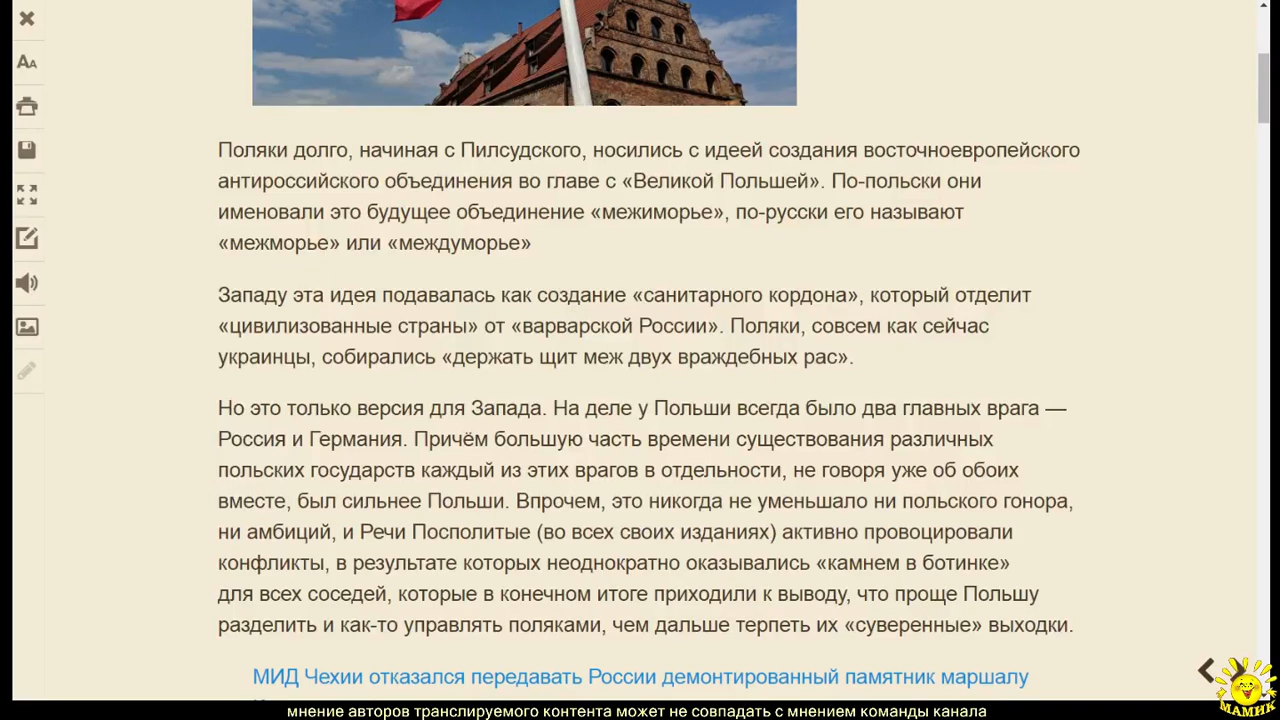 Поляки долго, начиная с Пилсудского, носились с идеей создания восточноевропейского
антироссийского объединения во главе с «Великой Польшей». По-польски они
именовали это будущее объединение «межиморье», по-русски его называют
«межморье» или «междуморье»
Западу эта идея подавалась как создание «санитарного кордона», который отделит
«цивилизованные страны» от «варварской России». Поляки, совсем как сейчас
украинцы, собирались «держать щит меж двух враждебных рас».
Но это только версия для Запада. На деле у Польши всегда было два главных врага —
Россия и Германия. Причём большую часть времени существования различных
польских государств каждый из этих врагов в отдельности, не говоря уже об обоих
вместе, был сильнее Польши. Впрочем, это никогда не уменьшало ни польского гонора,
ни амбиций, и Речи Посполитые (во всех своих изданиях) активно провоцировали
конфликты, в результате которых неоднократно оказывались «камнем в ботинке»
для всех соседей, которые в конечном итоге приходили к выводу, что проще Польшу
разделить и как-то управлять поляками, чем дальше терпеть их «суверенные» выходки.
МИД Чехии отказался передавать России демонтированный памятник маршалу
МАМИК
мнение авторов транслируемого контента может не совпадать с мнением команды канала